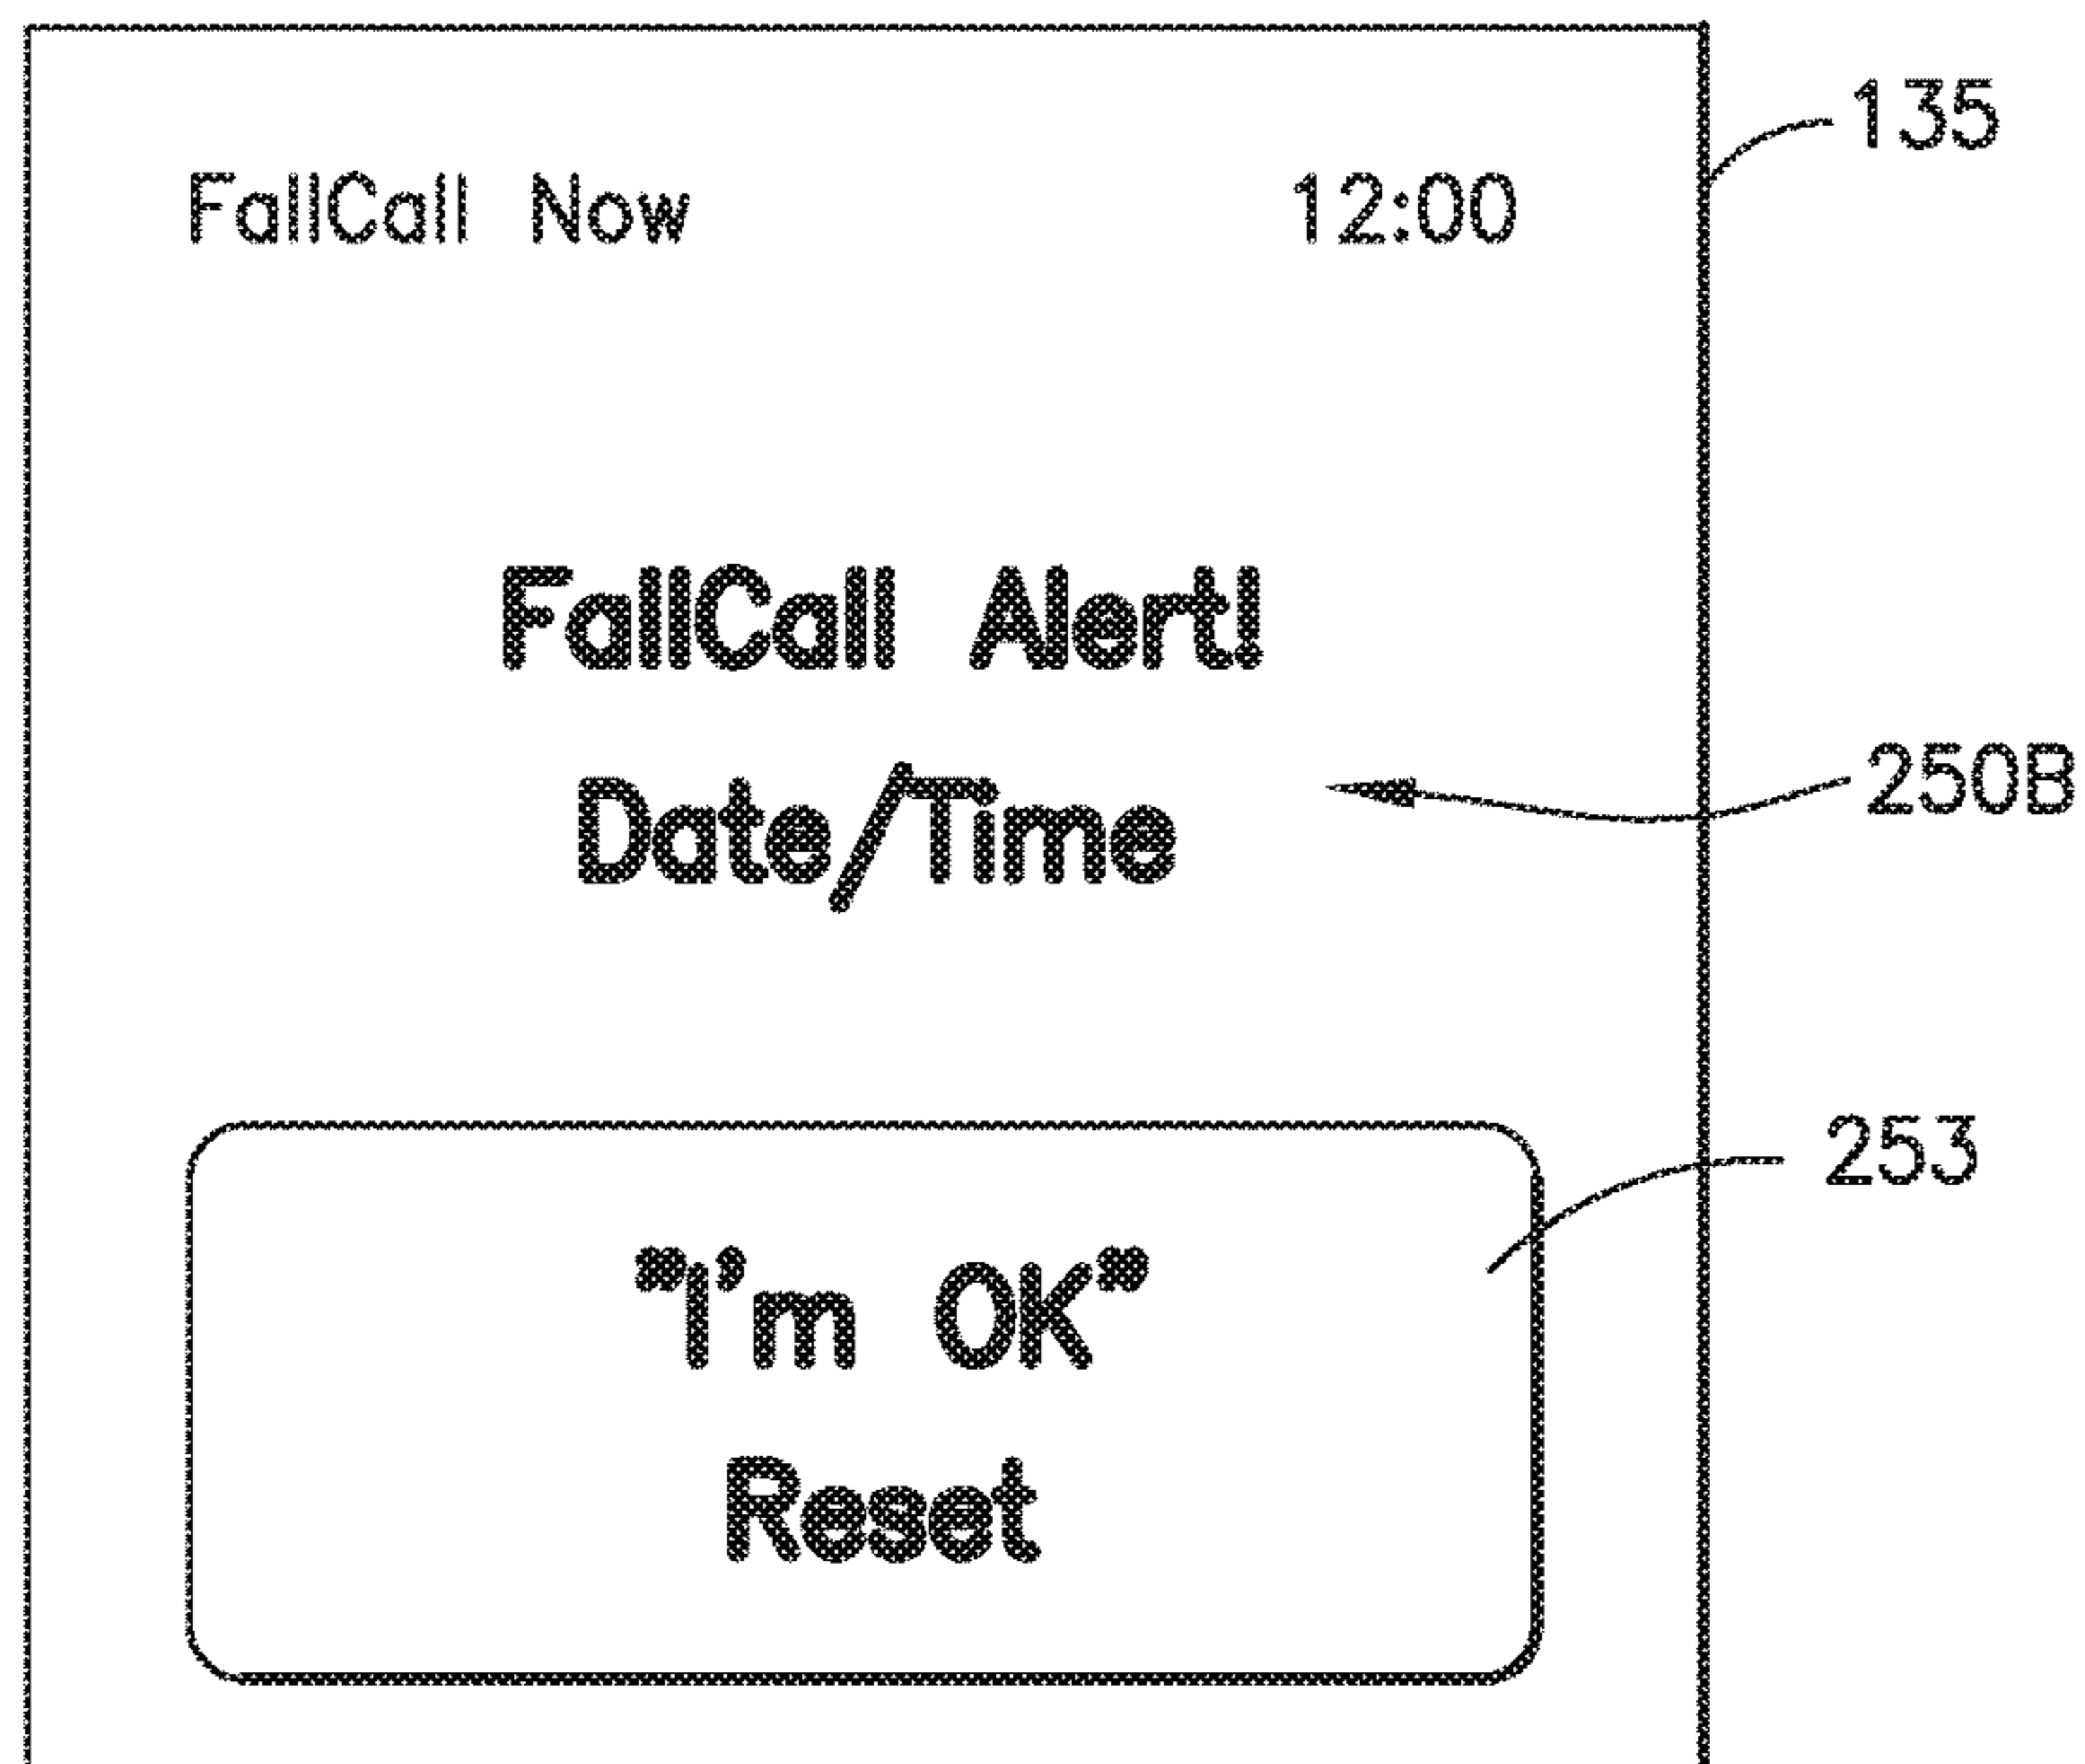 FallCall Now 12:00
135
FallCall Alert!
Date/Time
250B
253
"I'm OK"
Reset